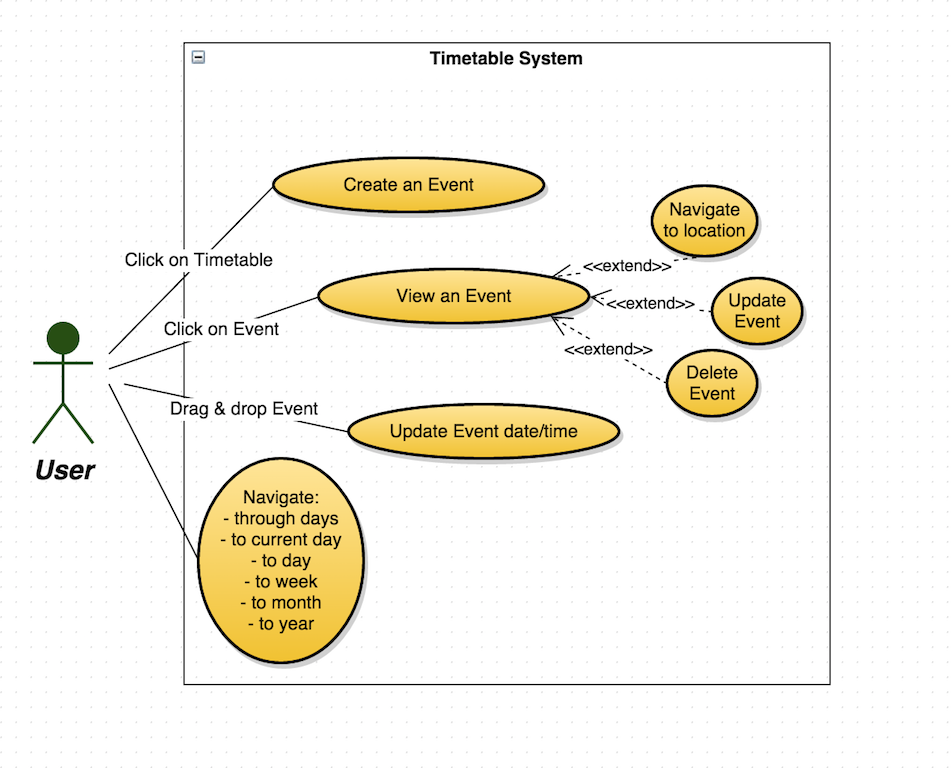 Timetable System
Create an Event
Navigate
to location
Click on Timetable
<<extend>>
View an Event
<<extend>>
Update
Event
Click on Event
<<extend>>
Delete
Event
Drag & drop Event
Update Event date/time
User
Navigate:
- through days
- to current day
- to day
- to week
- to month
- to year